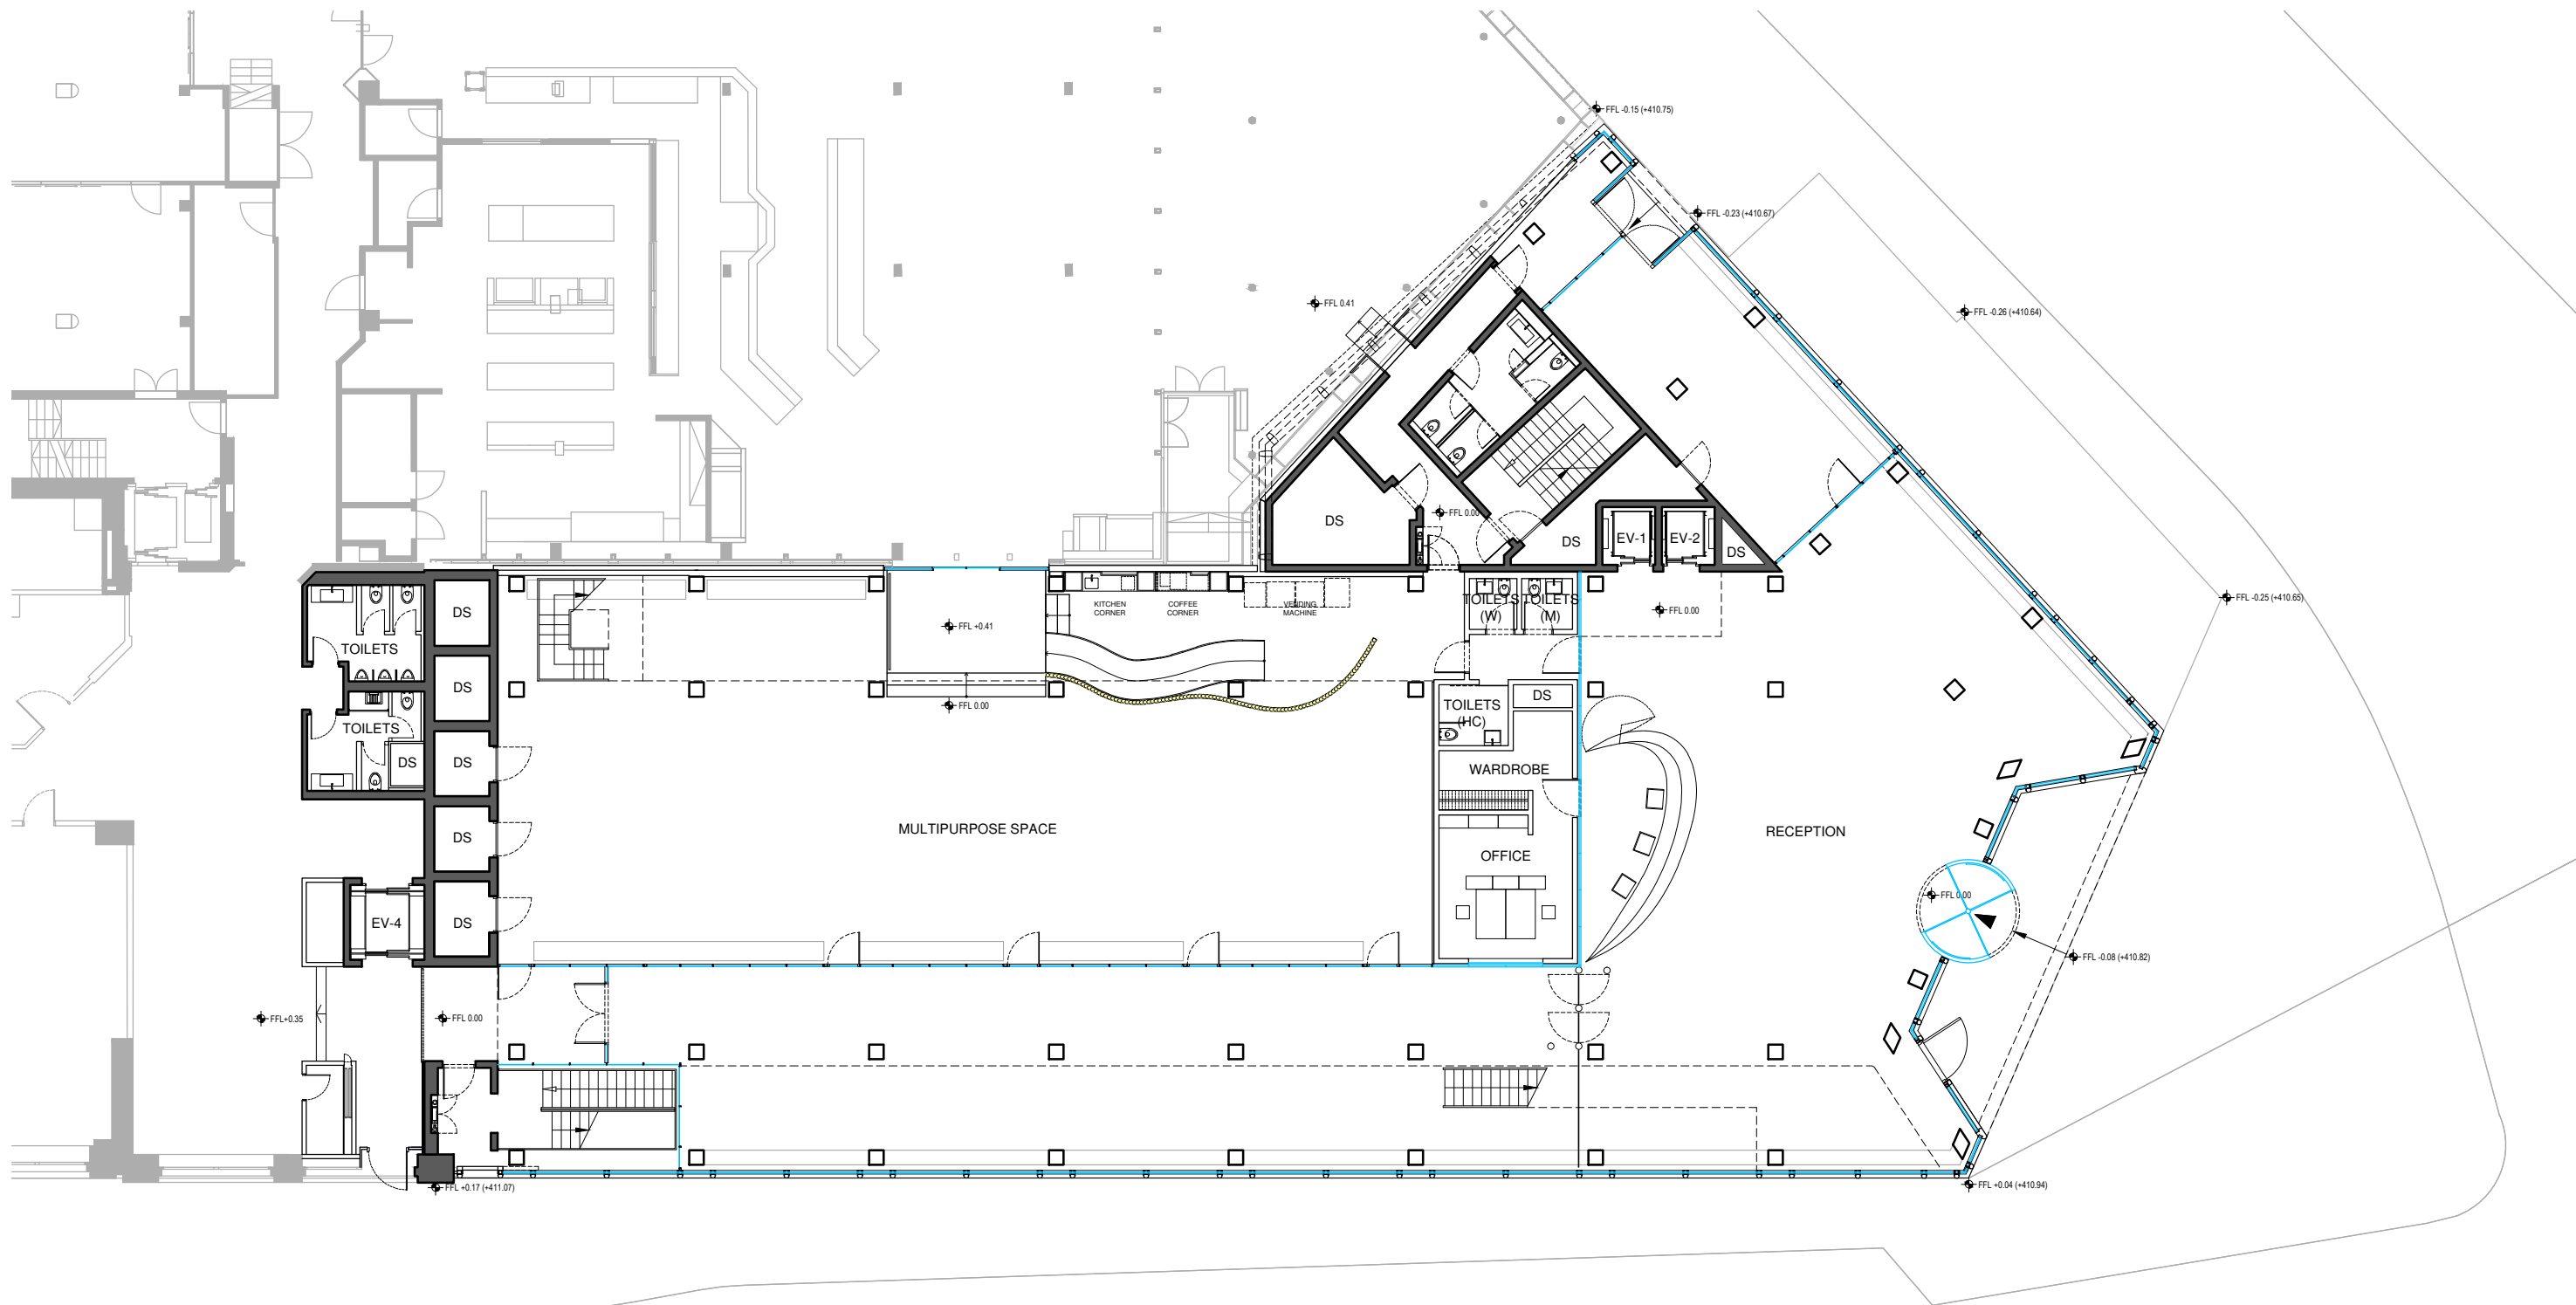 FFL -0.15 (+410.75)
FFL -0.23 (+410.67)
FFL 0.41
FFL -0.26 (+410.64)
FFL 0.00
DS
DS
EV-1
EV-2
DS
FFL -0.25 (+410.65)
TOILETS
DS
FFL +0.41
KITCHEN
CORNER
COFFEE
CORNER
VENDING
MACHINE
TOILETS
(W)
TOILETS
(M)
FFL 0.00
DS
FFL 0.00
TOILETS
(HC)
DS
TOILETS
DS
DS
WARDROBE
DS
MULTIPURPOSE SPACE
RECEPTION
OFFICE
EV-4
DS
FFL 0.00
FFL -0.08 (+410.82)
FFL+0.35
FFL 0.00
FFL +0.17 (+411.07)
FFL +0.04 (+410.94)